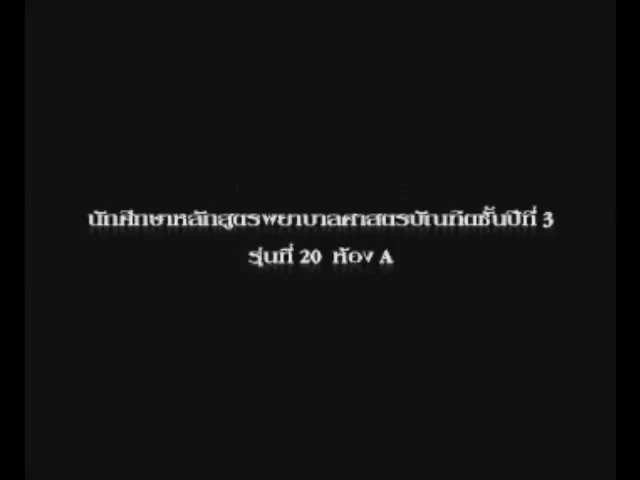 นักศึกษาหลักสูตรพยาบาลศาสตรบัณฑิตชั้นปีที่ 3
รุ่นที่ 20 ห้อง A